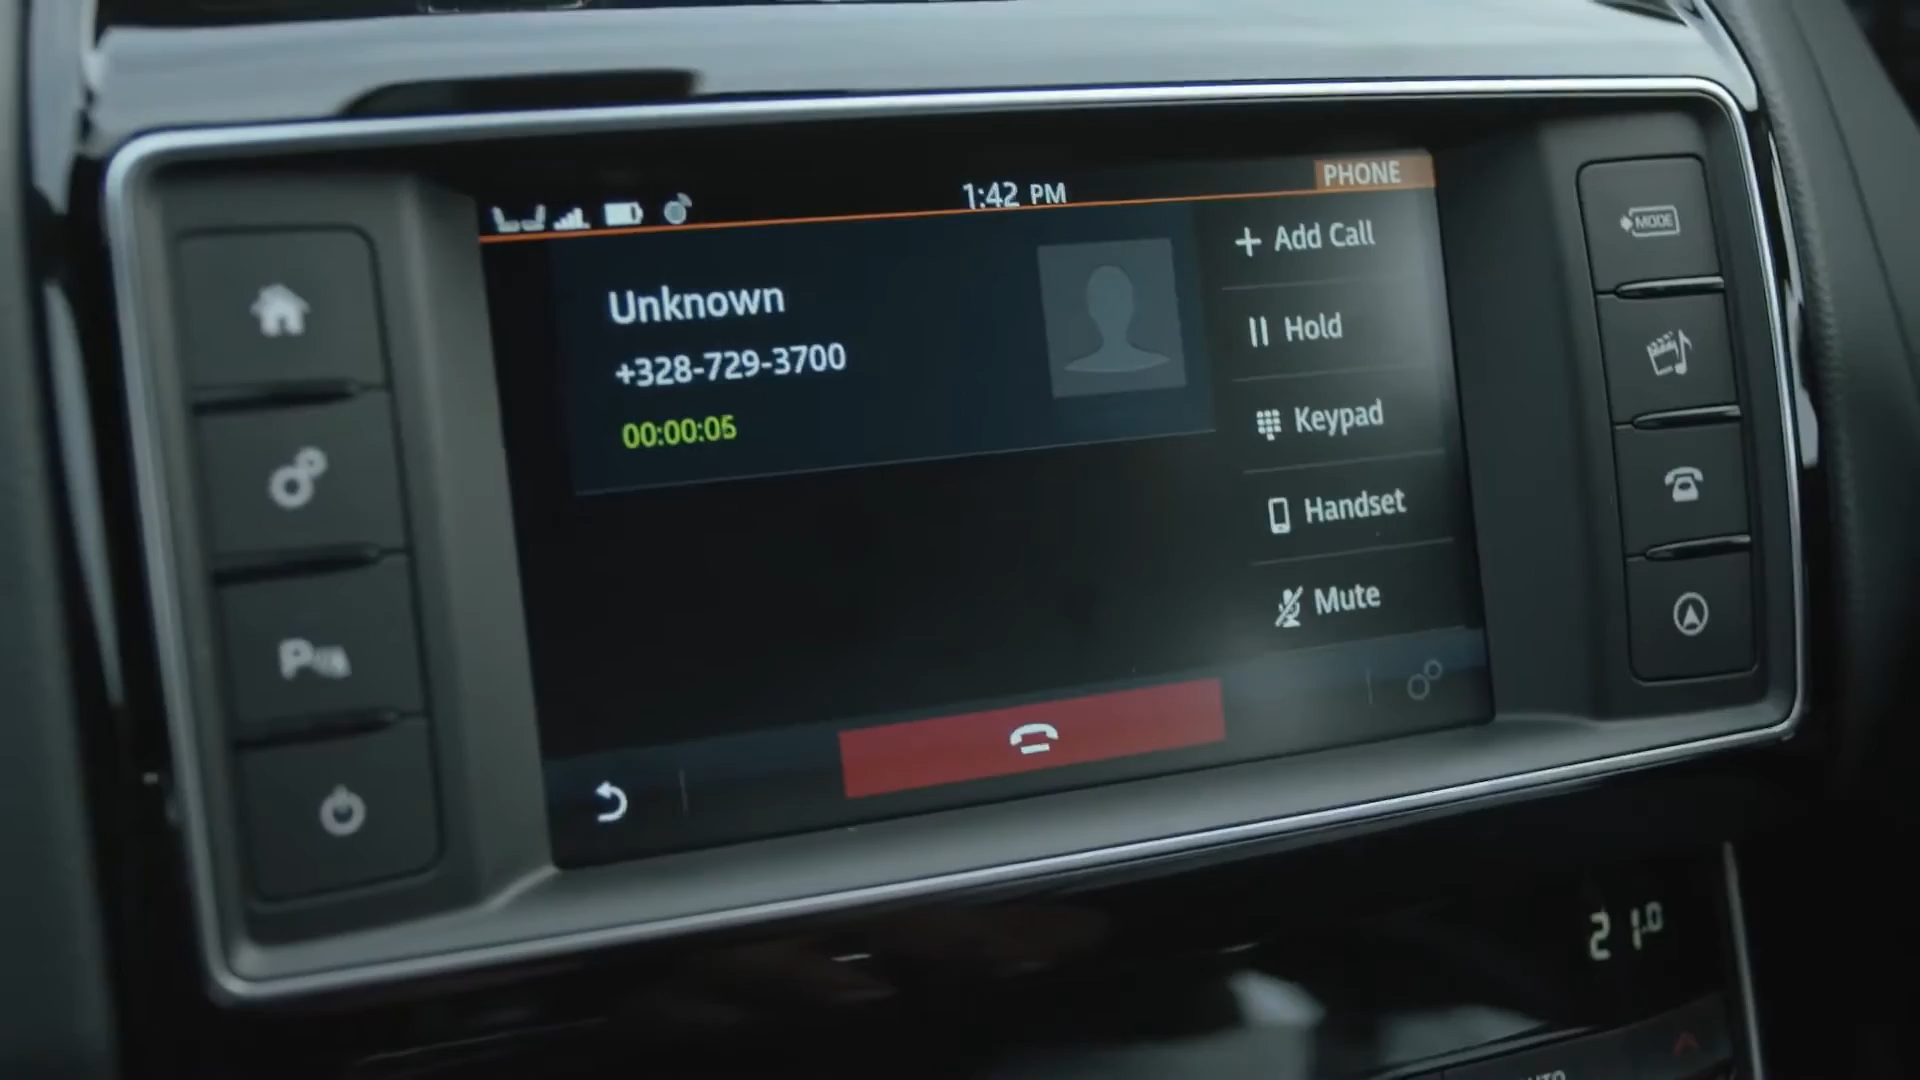 1:42 PM
PHONE
Unknown
+328-729-3700
00:00:05
+ Add Call
Hold
Keypad
Handset
Mute
MODE
21.0